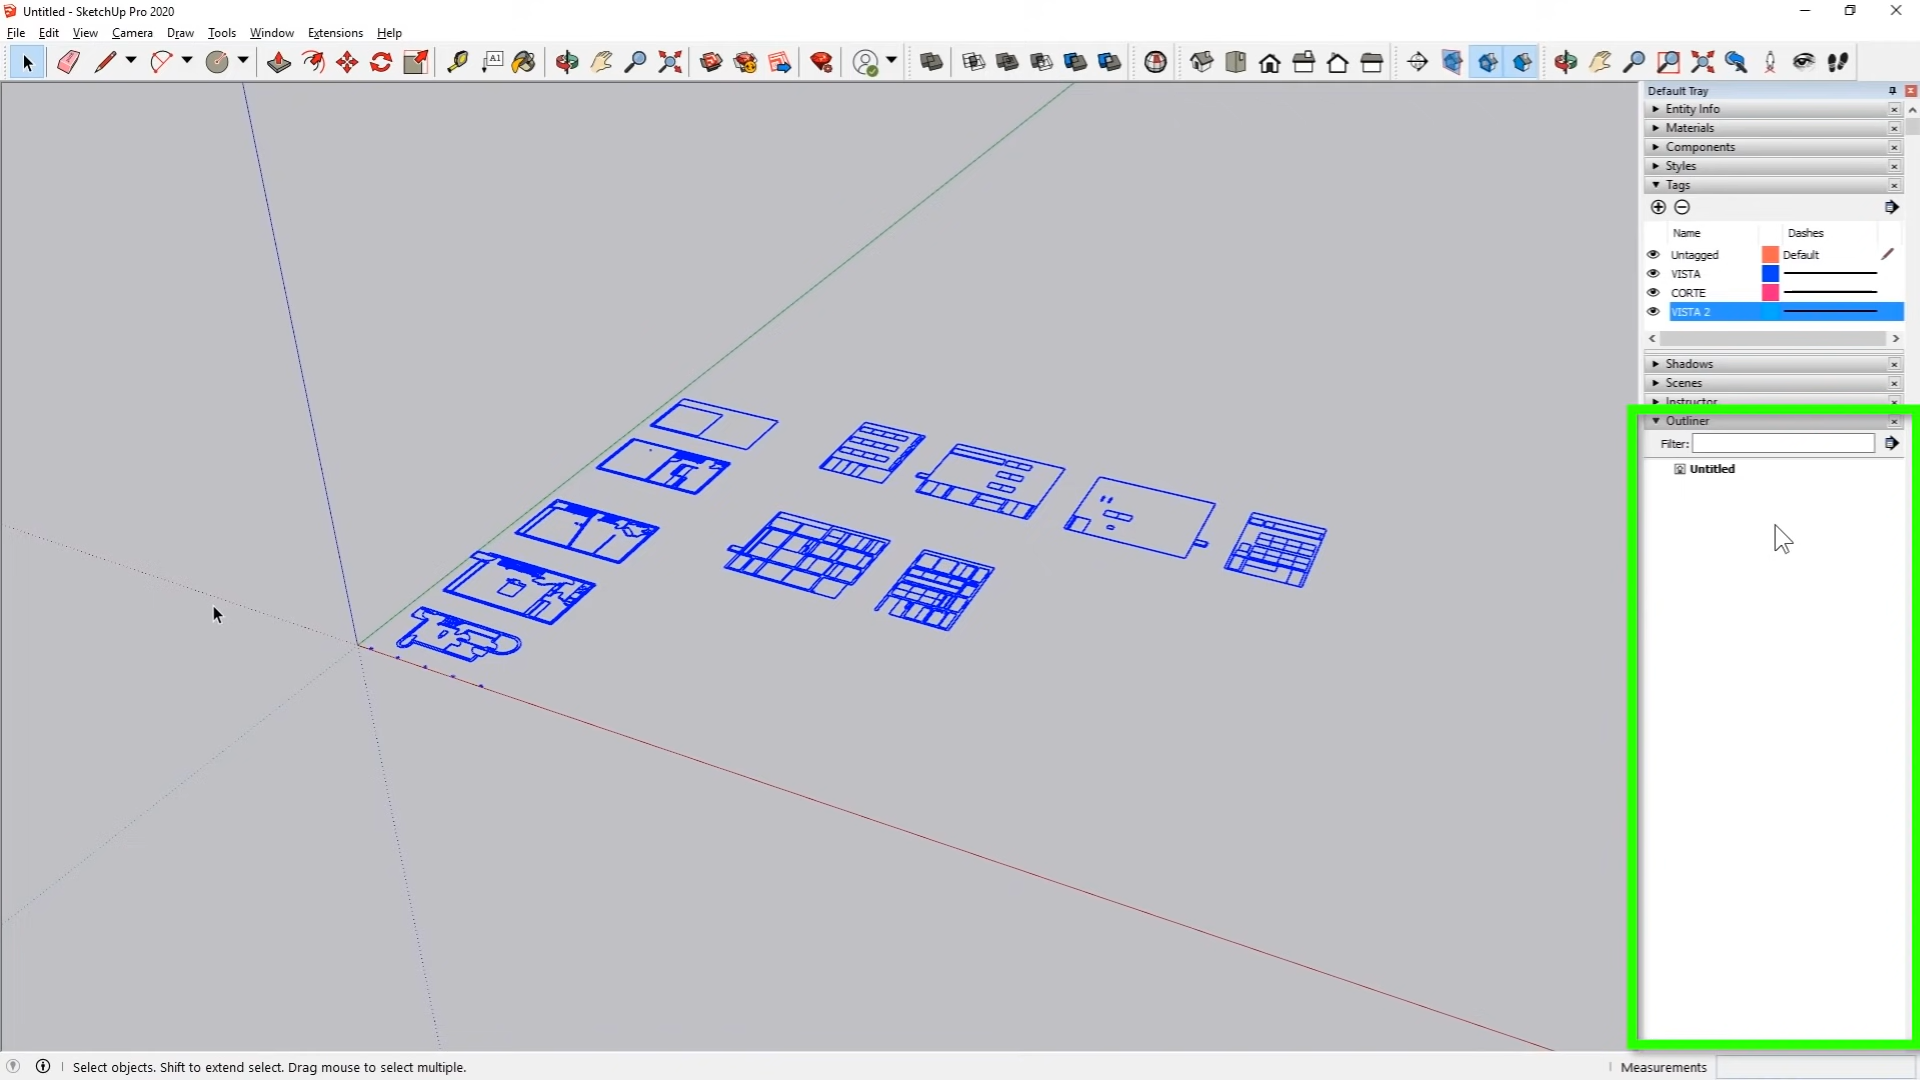 Untitled - SketchUp Pro 2020
File Edit View Camera Draw Tools Window Extensions Help
A1
Default Tray
Entity Info
Materials
Components
Styles
Tags
Name Dashes
Untagged Default
VISTA
CORTE
VISTA 2
Shadows
Scenes
Instructor
Outliner
Filter:
Untitled
Select objects. Shift to extend select. Drag mouse to select multiple.
Measurements